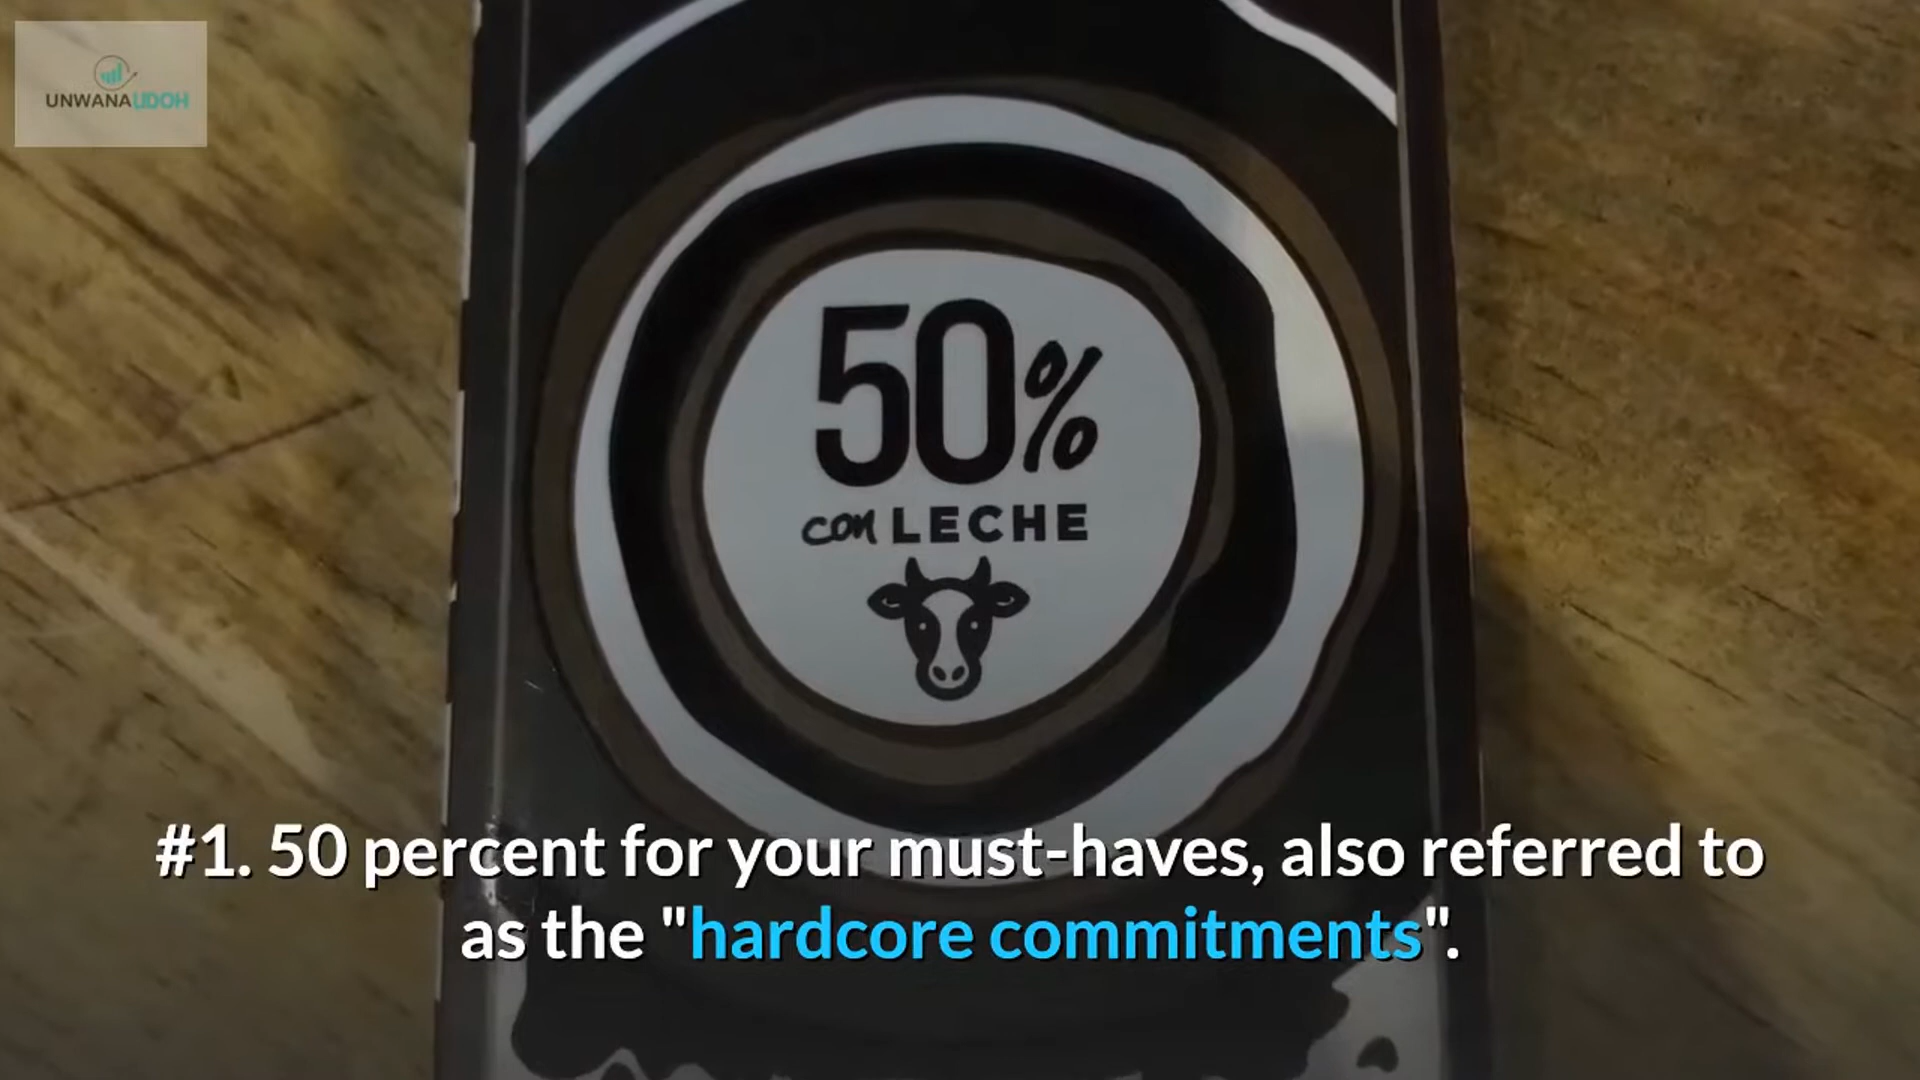 UNWANAUDOH
50%
con LECHE
#1. 50 percent for your must-haves, also referred to
as the "hardcore commitments".